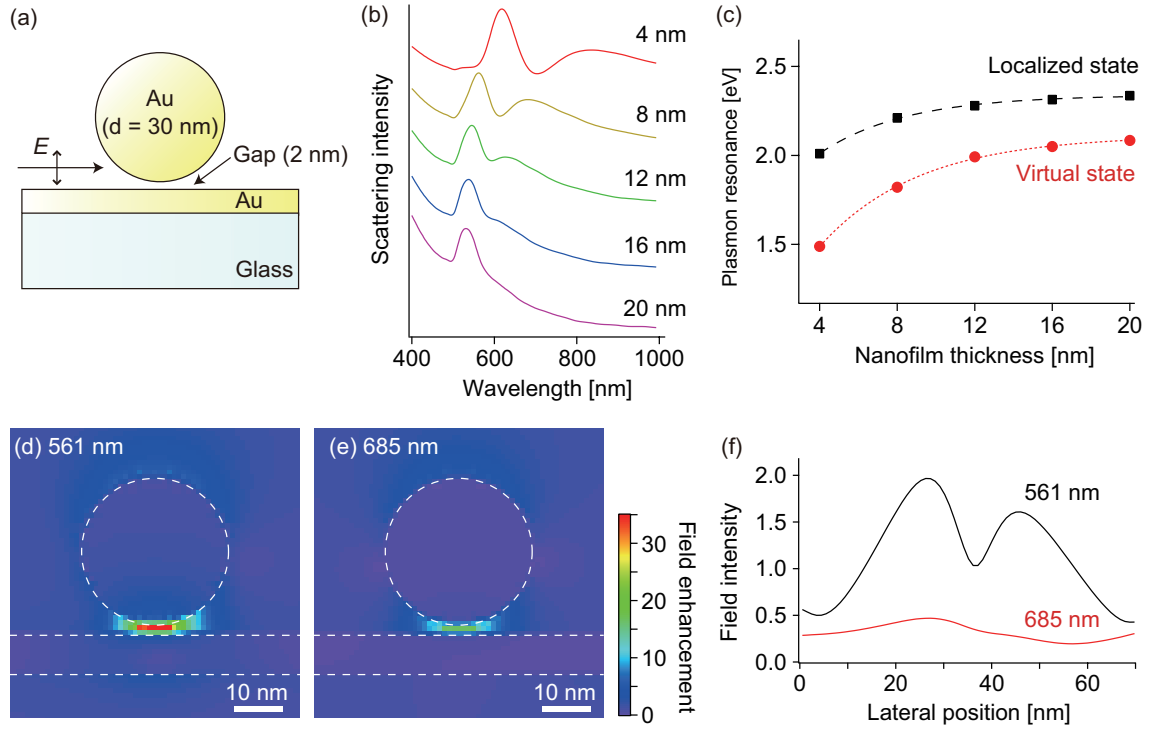 (a)
Au
(d = 30 nm)
E
Gap (2 nm)
Au
Glass
(b)
Scattering intensity
4 nm
8 nm
12 nm
16 nm
20 nm
400
600
800
1000
Wavelength [nm]
(c)
Plasmon resonance [eV]
2.5
2.0
1.5
Localized state
Virtual state
4
8
12
16
20
Nanofilm thickness [nm]
(d) 561 nm
10 nm
(e) 685 nm
10 nm
30
20
10
0
Field enhancement
(f)
Field intensity
2.0
1.5
1.0
0.5
0.0
561 nm
685 nm
0
20
40
60
Lateral position [nm]